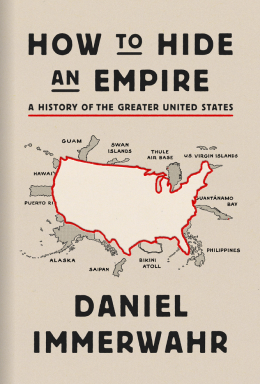 HOW TO HIDE
AN EMPIRE
A HISTORY OF THE GREATER UNITED STATES
GUAM
SWAN
ISLANDS
THULE
AIR BASE
U.S. VIRGIN ISLANDS
HAWAI'I
PUERTO RI
GUANTÁNAMO
BAY
PHILIPPINES
ALASKA
SAIPAN
BIKINI
ATOLL
DANIEL
IMMERWAHR